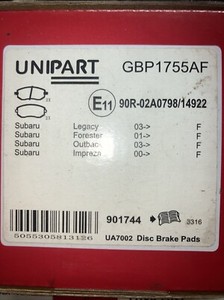 UNIPART GBP1755AF
E11 90R-02A0798/14922
Subaru Legacy 03-> F
Subaru Forester 01-> F
Subaru Outback 03-> F
Subaru Impreza 00-> F
901744 -> 3316
5055305813126
UA7002 Disc Brake Pads